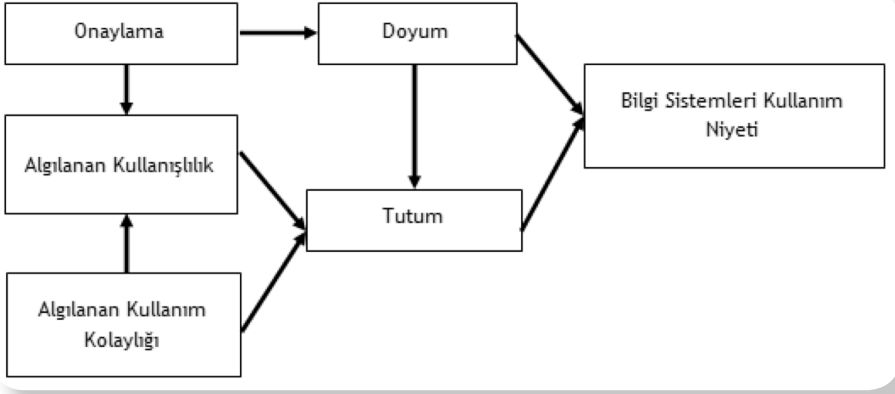 Onaylama
Doyum
Bilgi Sistemleri Kullanım
Niyeti
Algılanan Kullanışlılık
Tutum
Algılanan Kullanım
Kolaylığı